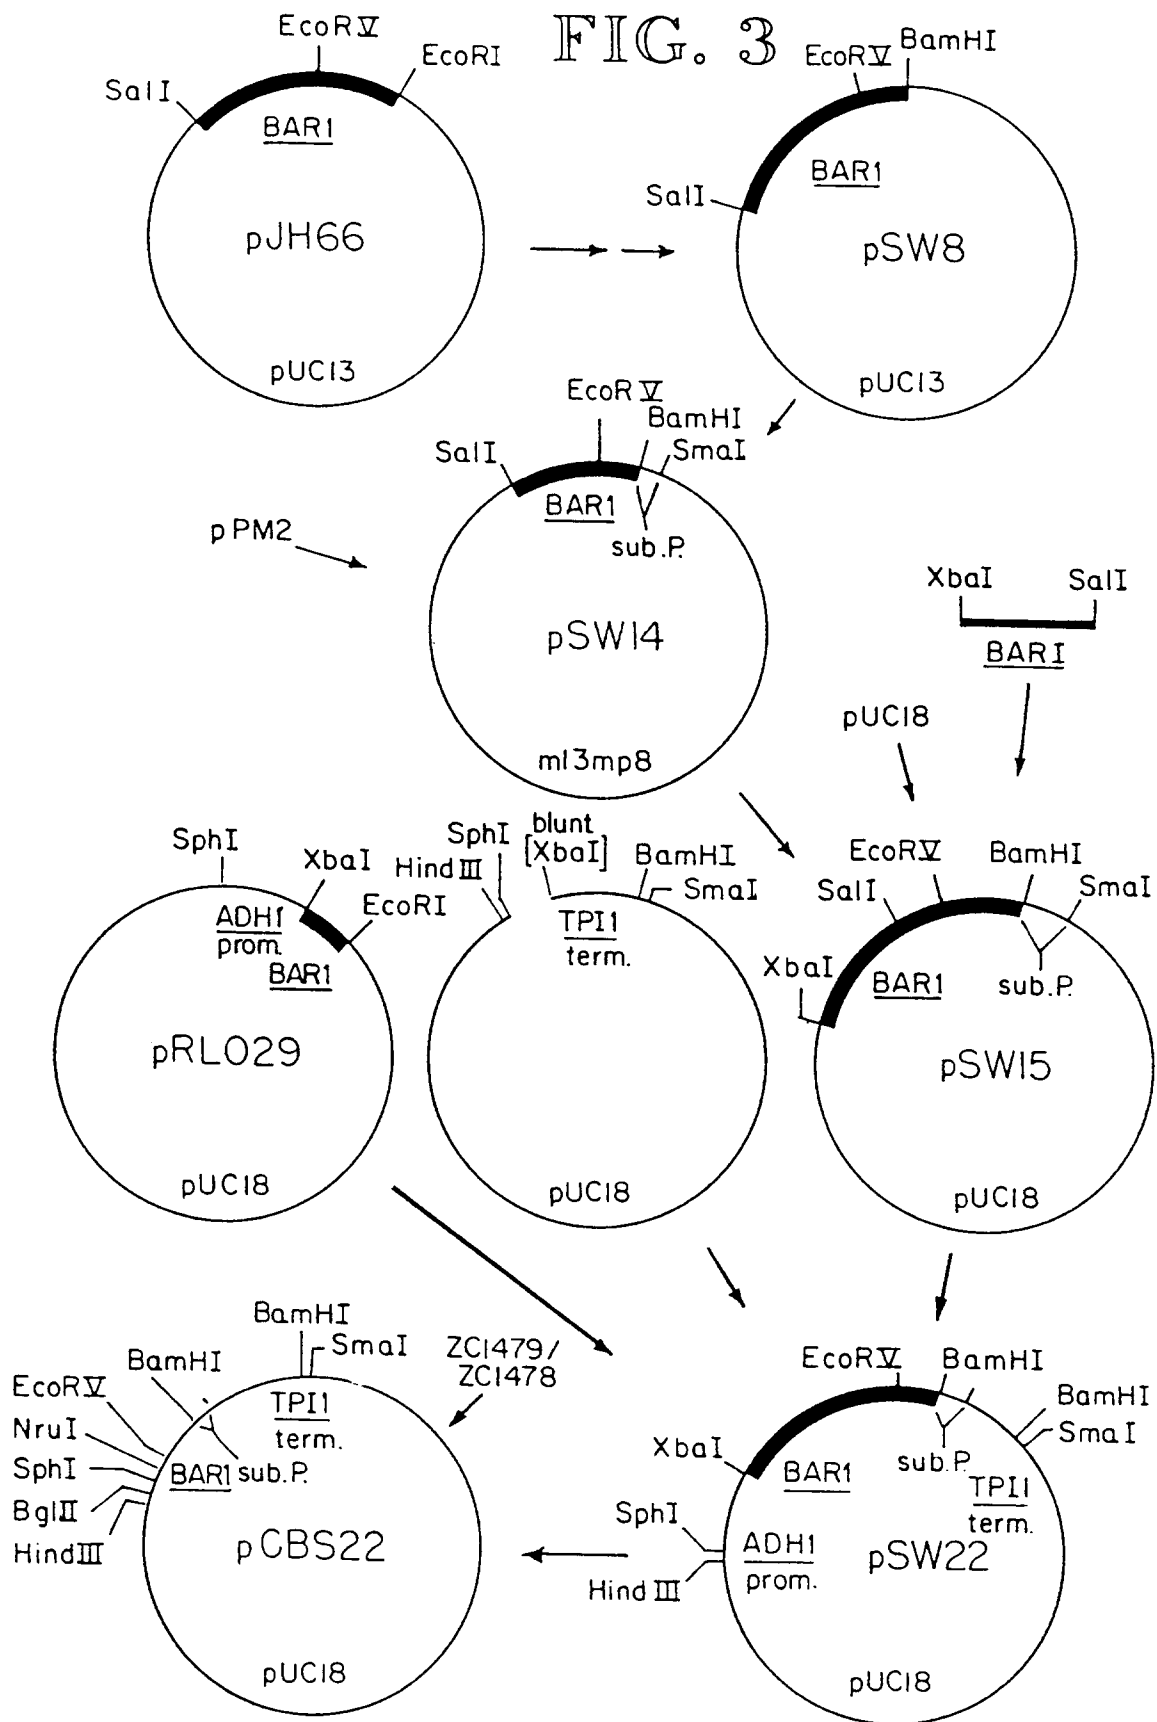 FIG. 3
EcoRV
EcoRI
SalI
BAR1
pJH66
pUC13
EcoRV
BamHI
BAR1
SalI
pSW8
pUC13
EcoRV
BamHI
SmaI
SalI
BAR1
sub.P.
pPM2
pSW14
m13mp8
XbaI
SalI
BARI
pUC18
SphI
XbaI
EcoRI
ADH1
prom.
BAR1
pRLO29
pUC18
SphI
blunt
[XbaI]
HindIII
BamHI
SmaI
TPI1
term.
pUC18
EcoRV
BamHI
SalI
SmaI
XbaI
BAR1
sub.P.
pSW15
pUC18
BamHI
SmaI
BamHI
EcoRV
NruI
SphI
BglII
HindIII
TPI1
term.
BAR1
sub.P.
pCBS22
pUC18
ZC1479/
ZC1478
EcoRV
BamHI
BamHI
SmaI
XbaI
BAR1
sub.P.
TPI1
term.
SphI
ADH1
prom.
HindIII
pSW22
pUC18